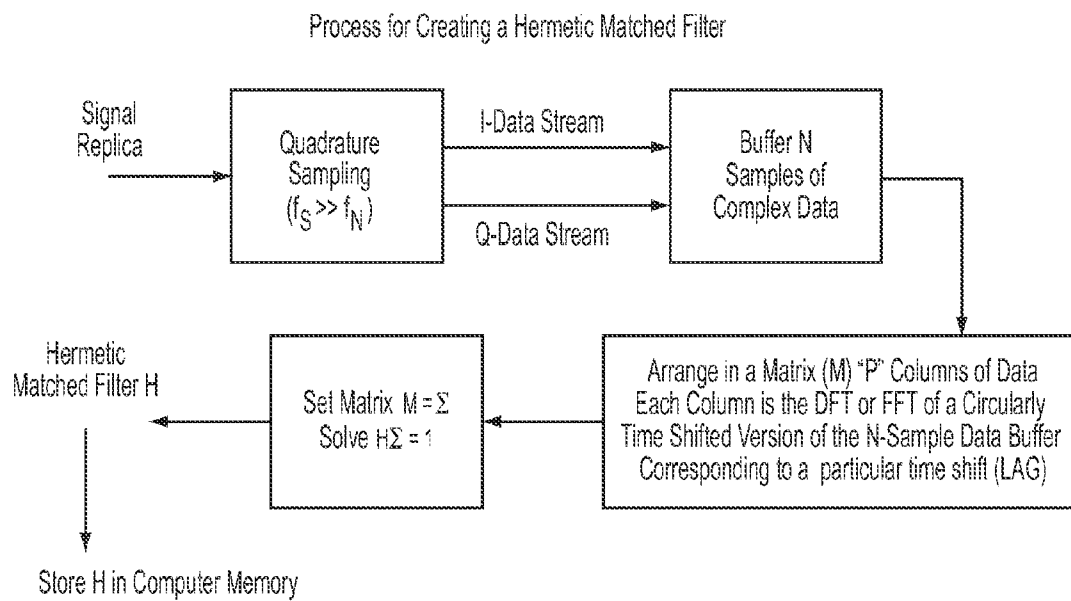 Process for Creating a Hermetic Matched Filter
Signal
Replica
Quadrature
Sampling
(fS >> fN)
I-Data Stream
Q-Data Stream
Buffer N
Samples of
Complex Data
Arrange in a Matrix (M) "P" Columns of Data
Each Column is the DFT or FFT of a Circularly
Time Shifted Version of the N-Sample Data Buffer
Corresponding to a particular time shift (LAG)
Set Matrix M = Σ
Solve HΣ = 1
Hermetic
Matched Filter H
Store H in Computer Memory